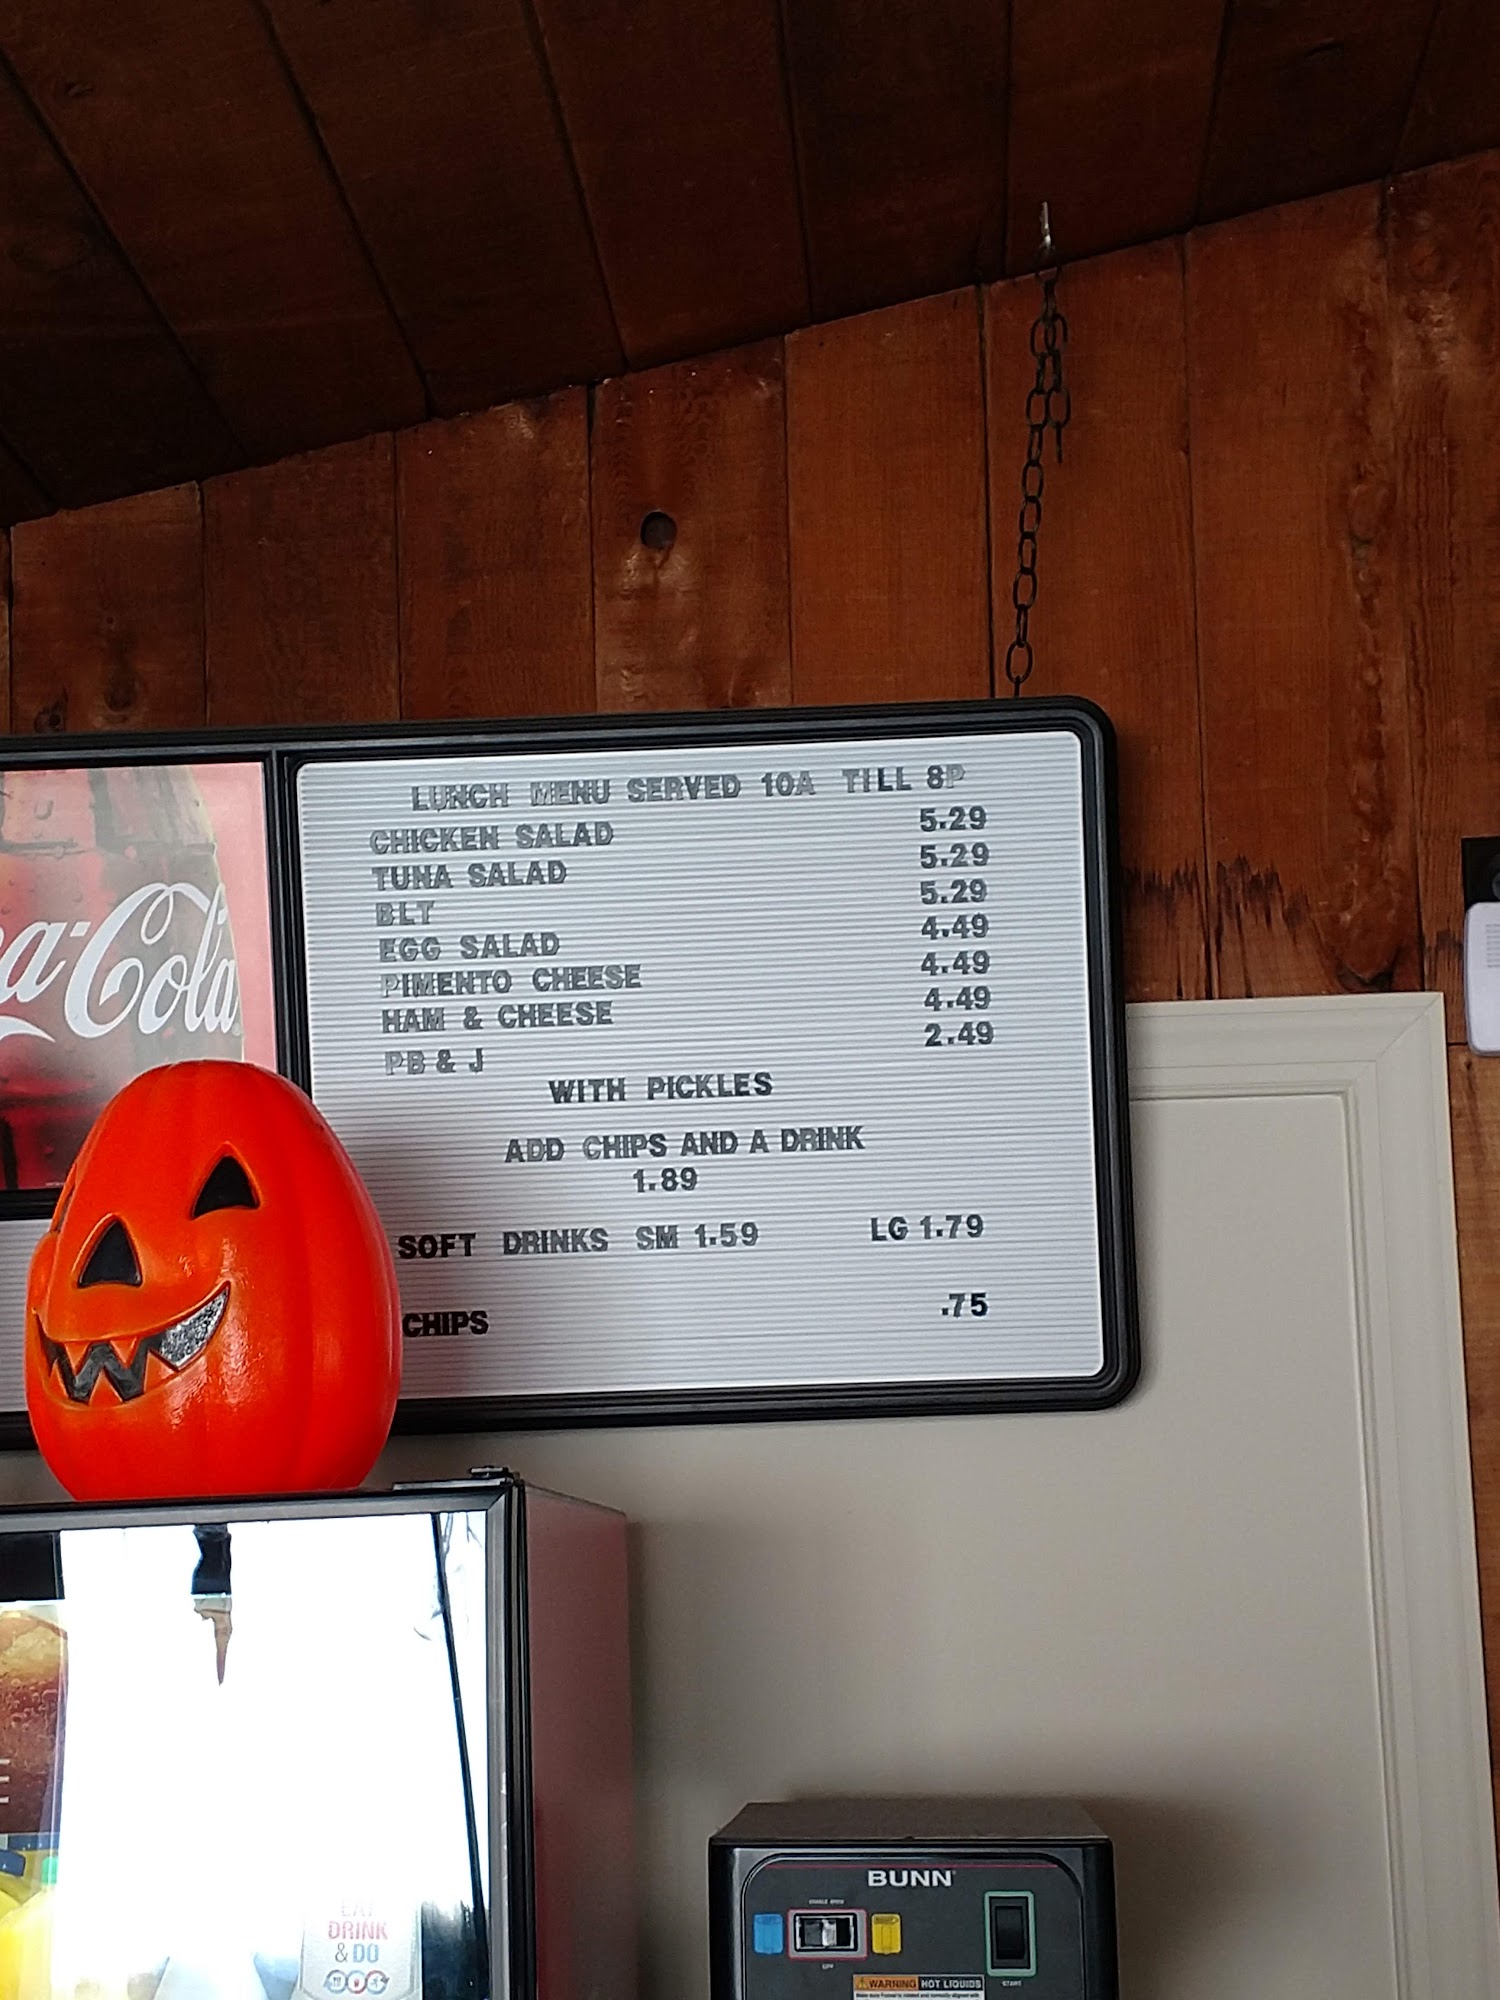 LUNCH MENU SERVED 10A TILL 8P
CHICKEN SALAD 5.29
TUNA SALAD 5.29
BLT 5.29
EGG SALAD 4.49
PIMENTO CHEESE 4.49
HAM & CHEESE 4.49
PB & J 2.49
WITH PICKLES
ADD CHIPS AND A DRINK
1.89
SOFT DRINKS SM 1.59 LG 1.79
CHIPS .75
a-Cola
EAT
DRINK
& DO
BUNN
OFF
START
WARNING HOT LIQUIDS